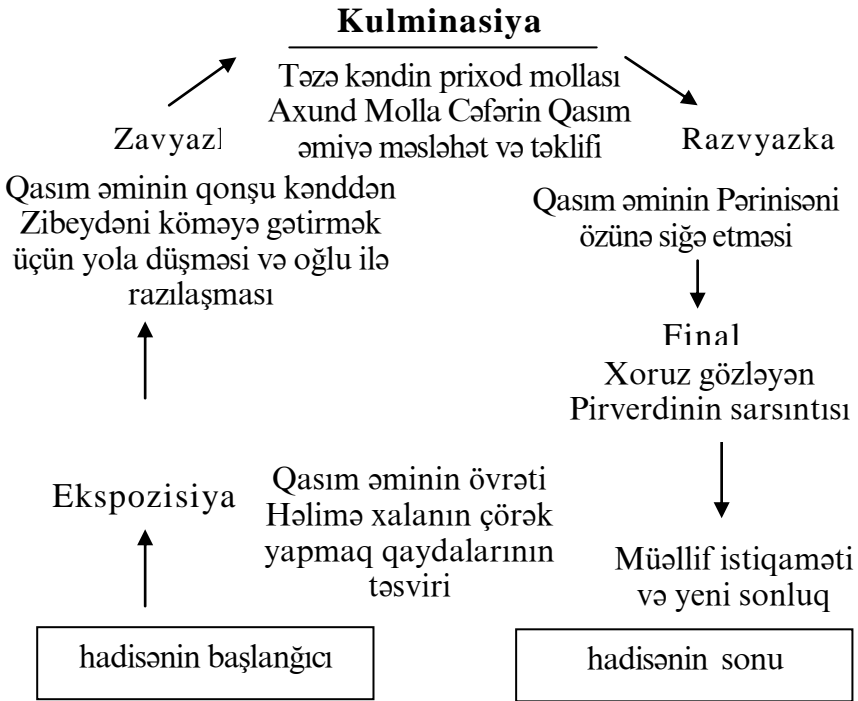 Kulminasiya
Təzə kəndin prixod mollası
Axund Molla Cəfərin Qasım
əmiyə məsləhət və təklifi
Zavyaz
Qasım əminin qonşu kənddən
Zibeydəni köməyə gətirmək
üçün yola düşməsi və oğlu ilə
razılaşması
Razvyazka
Qasım əminin Pərinisəni
özünə siğə etməsi
Final
Xoruz gözləyən
Pirverdinin sarsıntısı
Ekspozisiya
Qasım əminin övrəti
Həlimə xalanın çörək
yapmaq qaydalarının
təsviri
Müəllif istiqaməti
və yeni sonluq
hadisənin başlanğıcı
hadisənin sonu